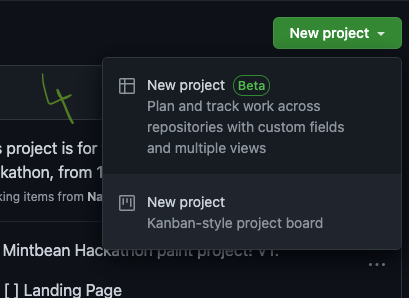 New project
4
New project Beta
Plan and track work across
repositories with custom fields
and multiple views
s project is for
kathon, from 1
king items from Na
New project
Kanban-style project board
Mintbean Hackathon paint project! V1.
[ ] Landing Page